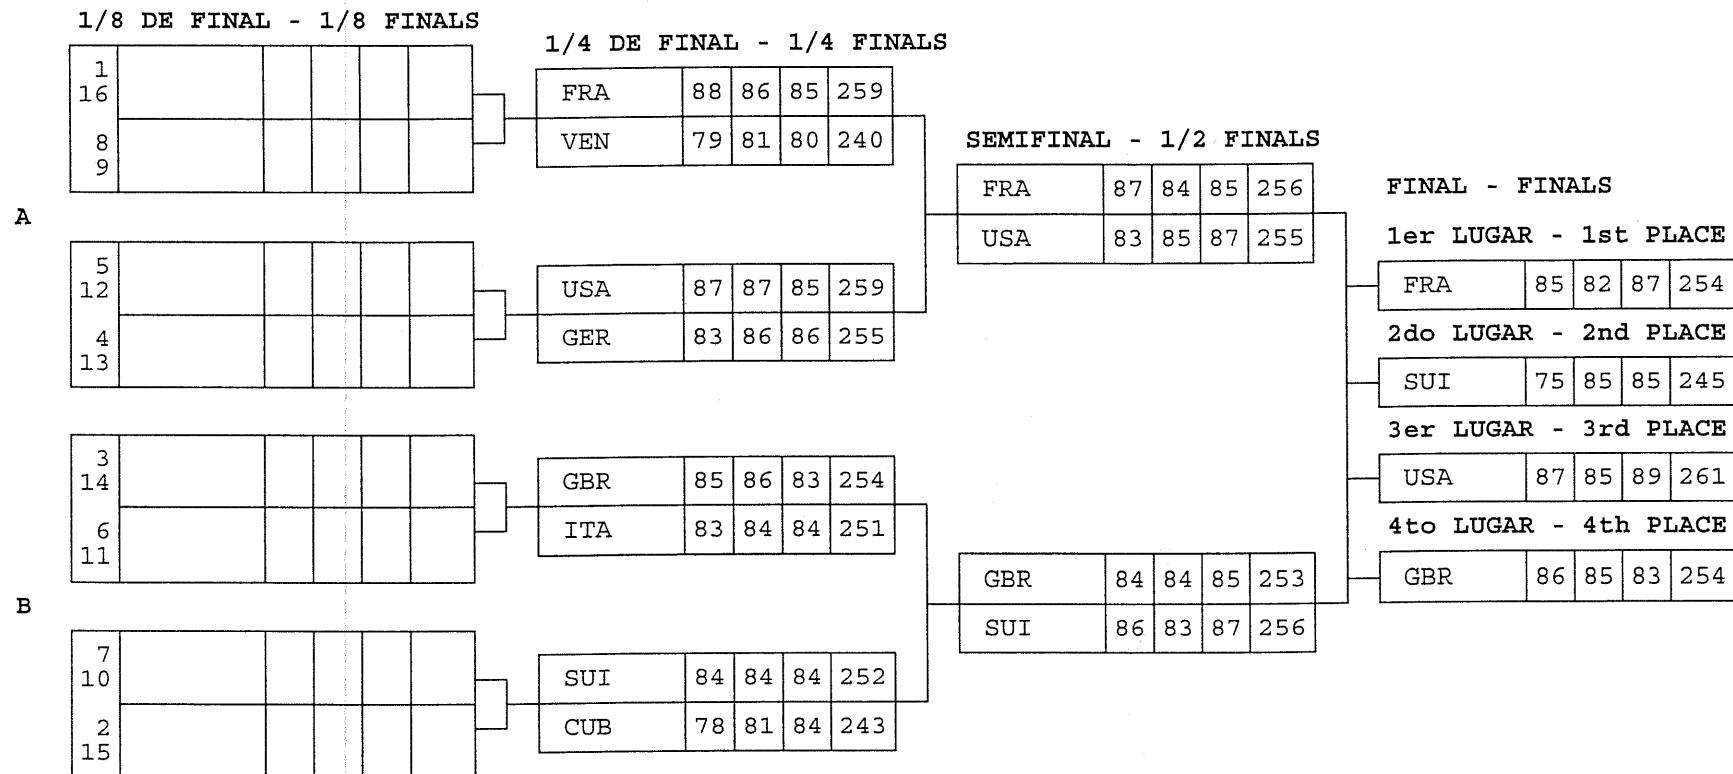 1/8 DE FINAL - 1/8 FINALS
1
16
8
9
A
5
12
4
13
3
14
6
11
B
7
10
2
15
1/4 DE FINAL - 1/4 FINALS
FRA 88 86 85 259
VEN 79 81 80 240
USA 87 87 85 259
GER 83 86 86 255
GBR 85 86 83 254
ITA 83 84 84 251
SUI 84 84 84 252
CUB 78 81 84 243
SEMIFINAL - 1/2 FINALS
FRA 87 84 85 256
USA 83 85 87 255
GBR 84 84 85 253
SUI 86 83 87 256
FINAL - FINALS
1er LUGAR - 1st PLACE
FRA 85 82 87 254
2do LUGAR - 2nd PLACE
SUI 75 85 85 245
3er LUGAR - 3rd PLACE
USA 87 85 89 261
4to LUGAR - 4th PLACE
GBR 86 85 83 254